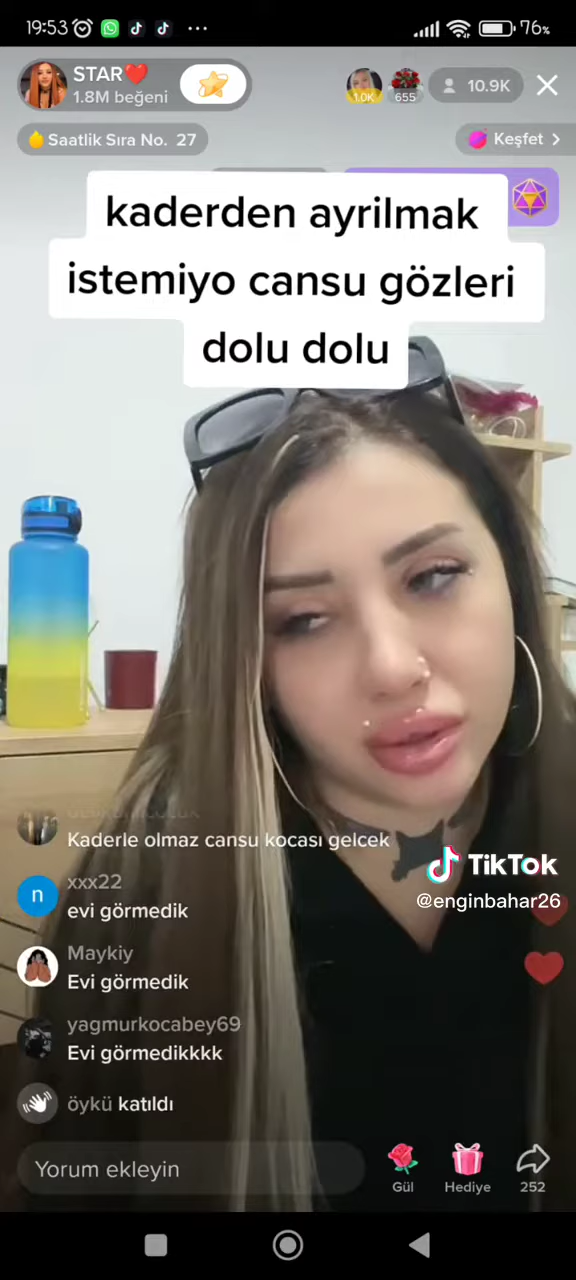 19:53
76%
STAR❤️
1.8M beğeni
1.0K
655
10.9K
Saatlik Sıra No. 27
Keşfet >
kaderden ayrilmak
istemiyo cansu gözleri
dolu dolu
Kaderle olmaz cansu kocası gelcek
TikTok
@enginbahar26
n
xxx22
evi görmedik
Maykiy
Evi görmedik
yagmurkocabey69
Evi görmedikkkk
öykü katıldı
Yorum ekleyin
Gül
Hediye
252